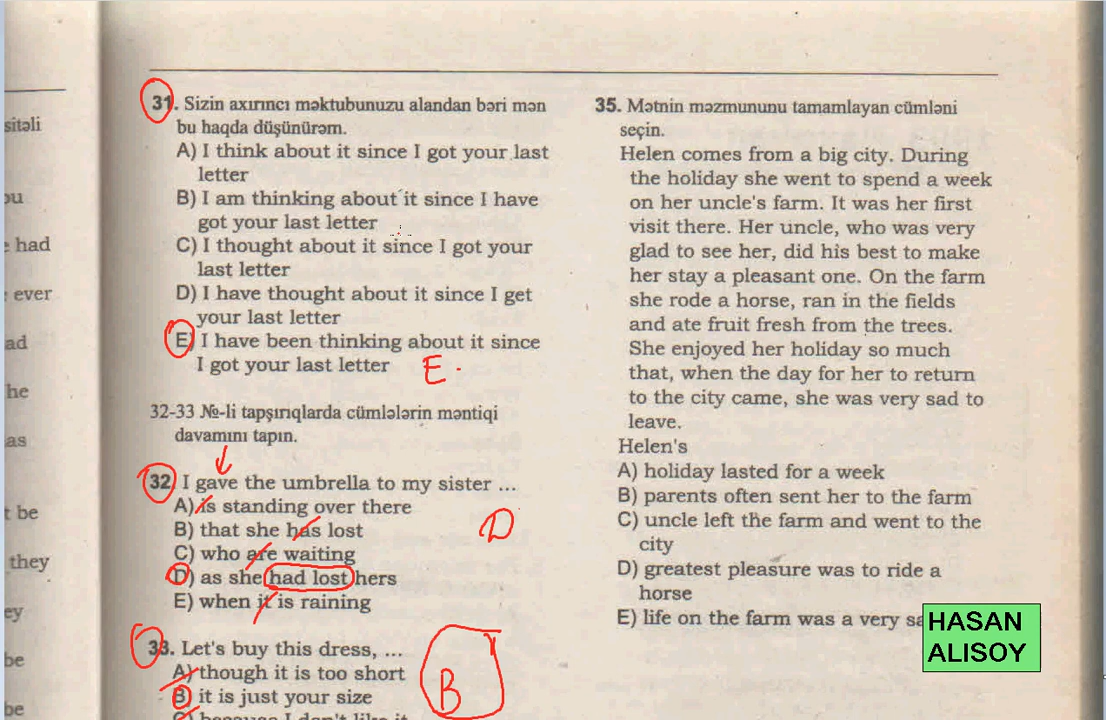 sitəli
ou
e had
ever
ad
he
as
t be
they
ey
be
be
31. Sizin axırıncı məktubunuzu alandan bəri mən
bu haqda düşünürəm.
A) I think about it since I got your last
letter
B) I am thinking about it since I have
got your last letter
C) I thought about it since I got your
last letter
D) I have thought about it since I get
your last letter
E) I have been thinking about it since
I got your last letter
E.
32-33 №-li tapşırıqlarda cümlələrin məntiqi
davamını tapın.
32. I gave the umbrella to my sister ...
A) is standing over there
B) that she has lost
C) who are waiting
D) as she had lost hers
E) when it is raining
D
33. Let's buy this dress, ...
A) though it is too short
B) it is just your size
C) because I don't like it
B
35. Mətnin məzmununu tamamlayan cümləni
seçin.
Helen comes from a big city. During
the holiday she went to spend a week
on her uncle's farm. It was her first
visit there. Her uncle, who was very
glad to see her, did his best to make
her stay a pleasant one. On the farm
she rode a horse, ran in the fields
and ate fruit fresh from the trees.
She enjoyed her holiday so much
that, when the day for her to return
to the city came, she was very sad to
leave.
Helen's
A) holiday lasted for a week
B) parents often sent her to the farm
C) uncle left the farm and went to the
city
D) greatest pleasure was to ride a
horse
E) life on the farm was a very
HASAN
ALISOY